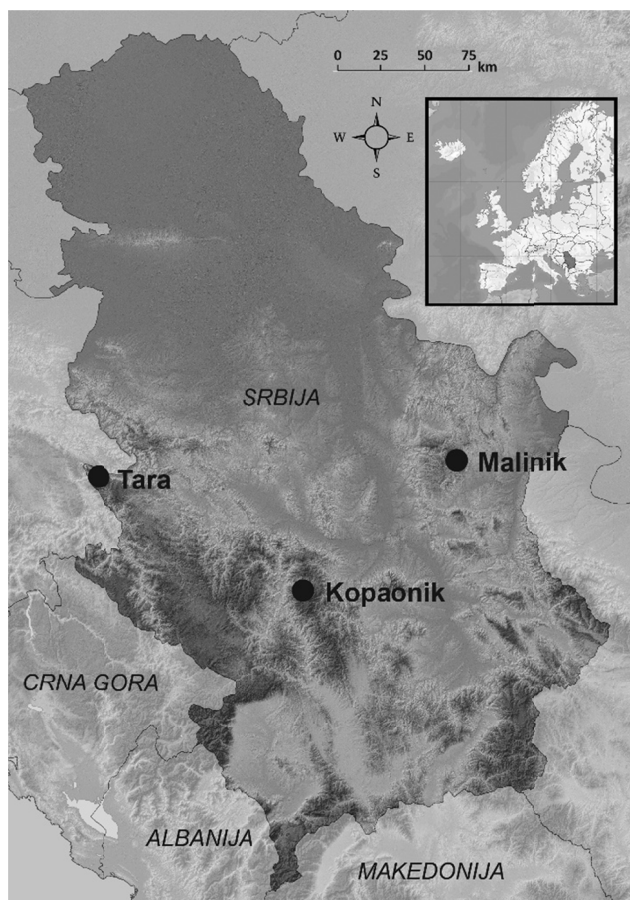 0 25 50 75
km
N
W E
S
SRBIJA
Malinik
Tara
Kopaonik
CRNA GORA
ALBANIJA
MAKEDONIJA